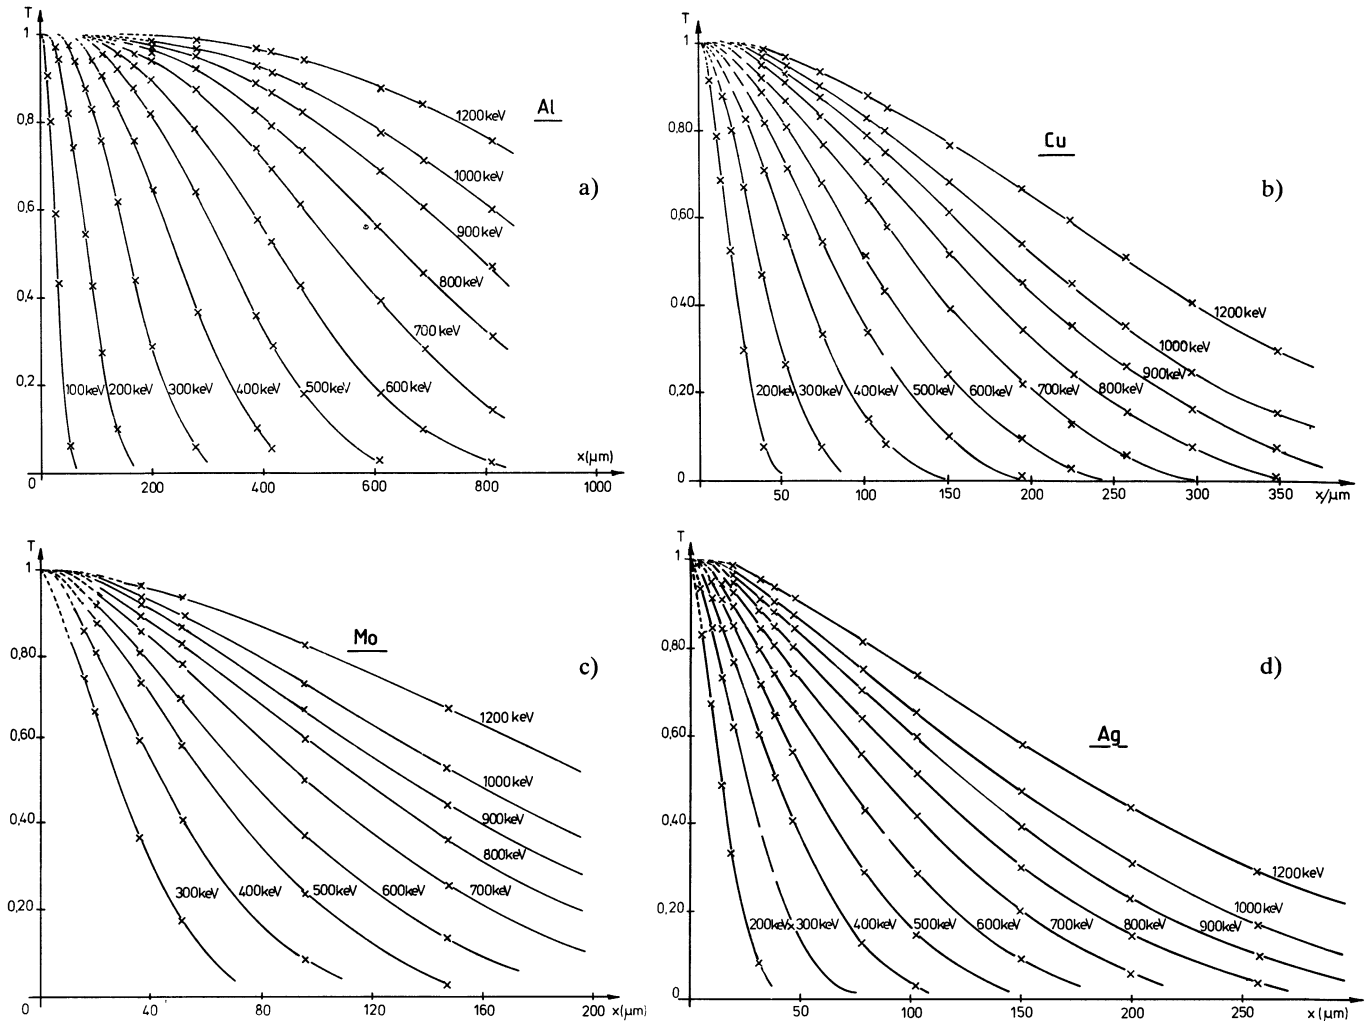 T
1
0,8
0,6
0,4
0,2
0
200
400
600
800
1000
x(μm)
Al
a)
1200keV
1000keV
900keV
800keV
700keV
600keV
500keV
400keV
300keV
200keV
100keV
T
1
0,80
0,60
0,40
0,20
0
50
100
150
200
250
300
350
x/μm
Cu
b)
1200keV
1000keV
900keV
800keV
700keV
600keV
500keV
400keV
300keV
200keV
T
1
0,80
0,60
0,40
0,20
0
40
80
120
160
200
x(μm)
Mo
c)
1200keV
1000keV
900keV
800keV
700keV
600keV
500keV
400keV
300keV
T
1
0,80
0,60
0,40
0,20
0
50
100
150
200
250
x(μm)
Ag
d)
1200keV
1000keV
900keV
800keV
700keV
600keV
500keV
400keV
300keV
200keV